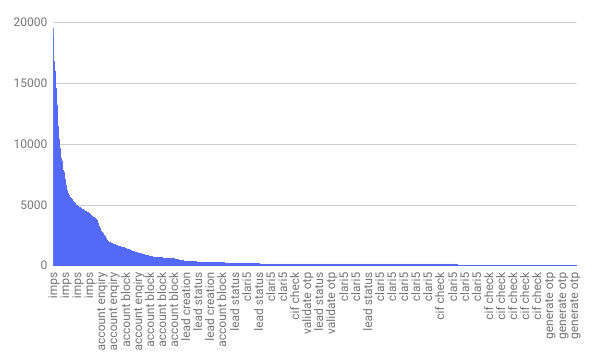 20000
15000
10000
5000
0
imps
imps
imps
imps
account enqiry
account enqiry
account block
account enqiry
account block
account block
account block
lead creation
lead status
lead creation
account block
lead status
clari5
lead status
clari5
clari5
cif check
validate otp
lead status
validate otp
clari5
clari5
lead status
clari5
clari5
clari5
clari5
clari5
cif check
clari5
clari5
clari5
cif check
cif check
cif check
cif check
cif check
generate otp
generate otp
generate otp